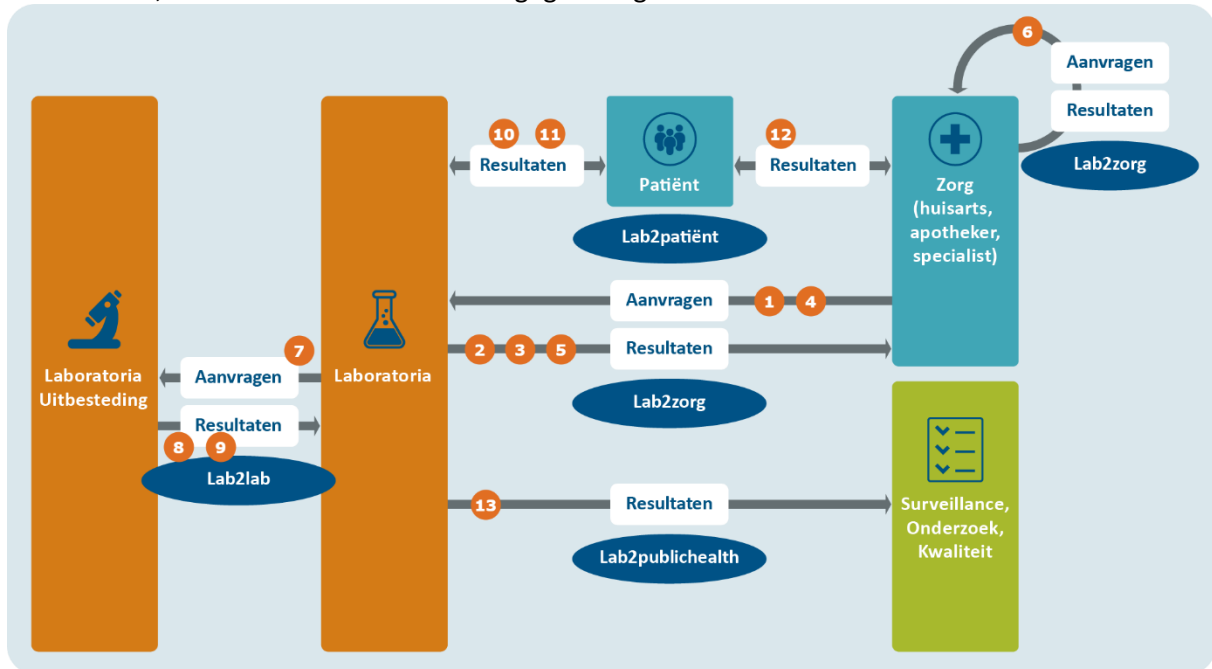 6
Aanvragen
Resultaten
Lab2zorg
10 11
Resultaten
Patiënt
12
Resultaten
Lab2patiënt
Zorg
(huisarts,
apotheker,
specialist)
Aanvragen 1 4
2 3 5 Resultaten
Lab2zorg
Laboratoria
Uitbesteding
7
Aanvragen
Resultaten
8 9
Lab2lab
Laboratoria
13 Resultaten
Lab2publichealth
Surveillance,
Onderzoek,
Kwaliteit